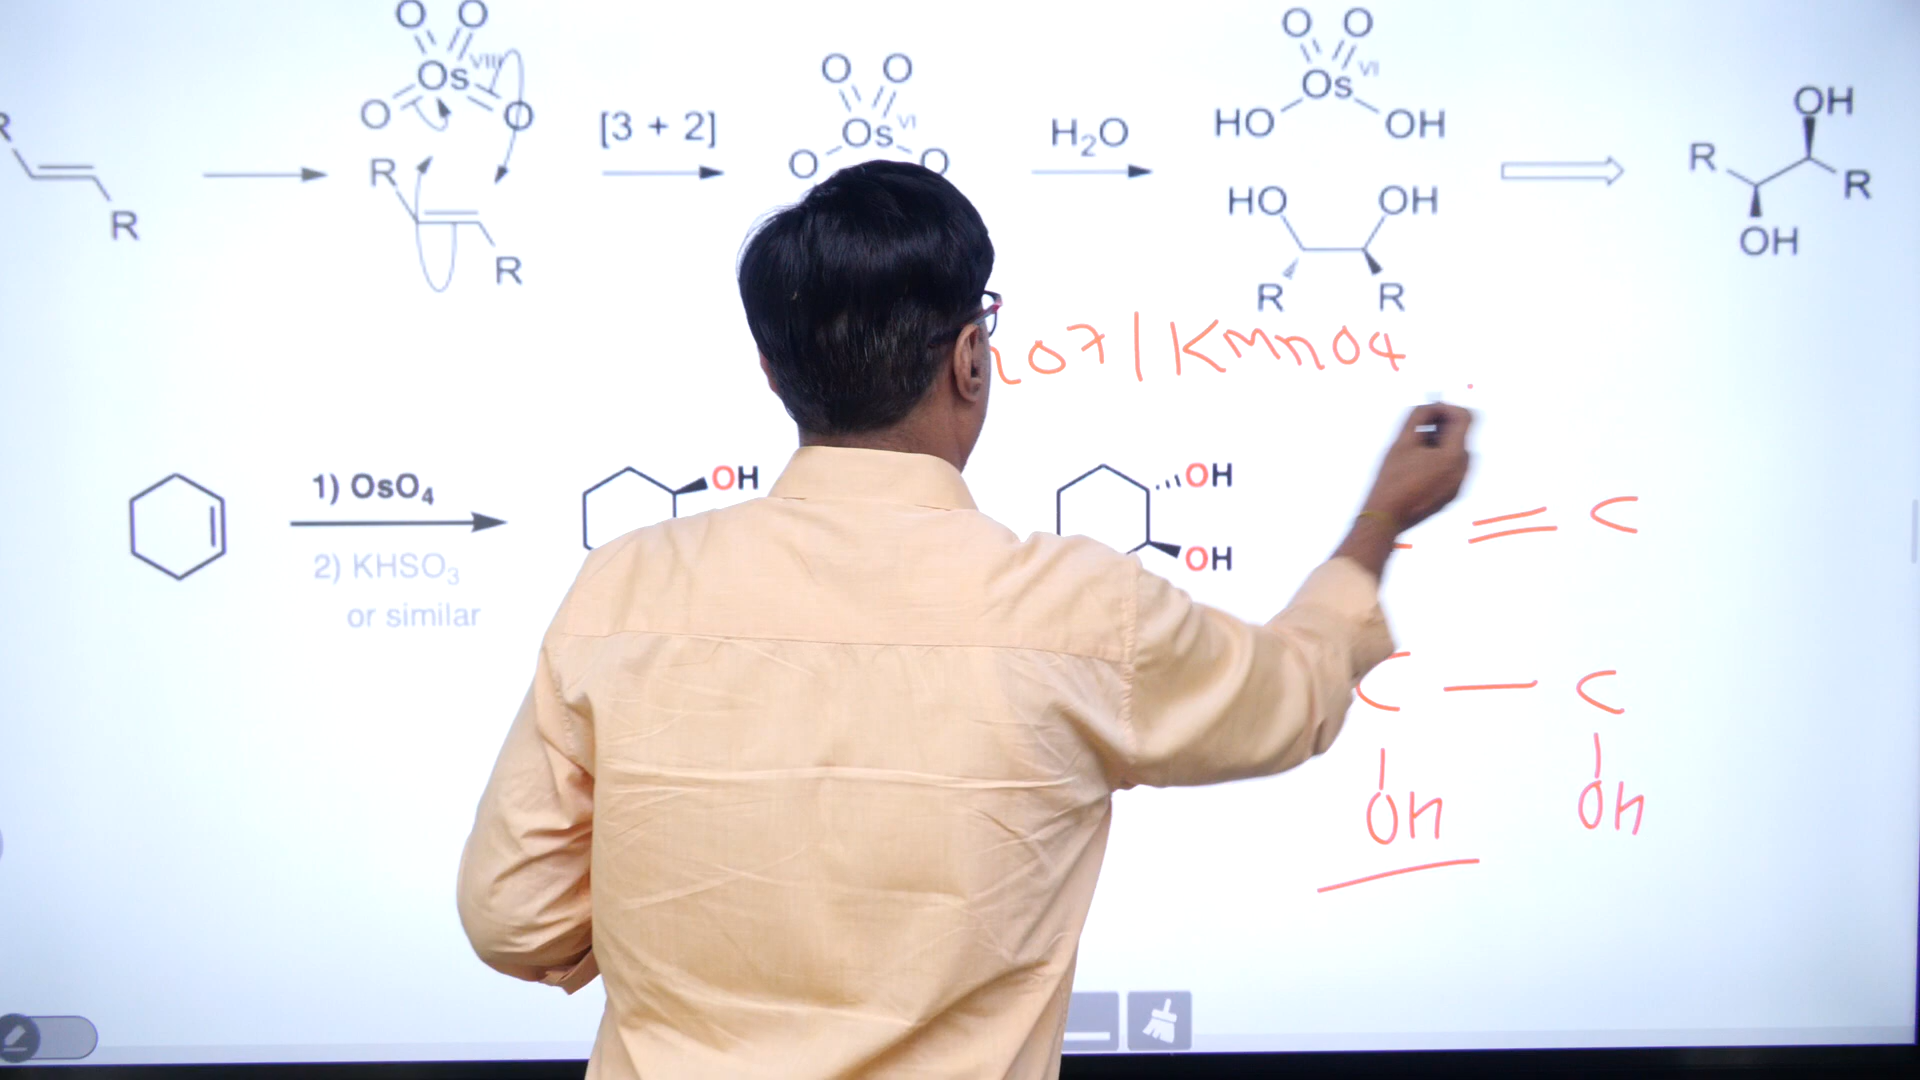 O O
Os VIII
O O
R
R
R
R
[3 + 2]
O O
Os VI
O O
H₂O
O O
Os VI
HO OH
HO OH
R R
OH
R
R
OH
O7 | KMnO4
1) OsO₄
2) KHSO₃
or similar
OH
OH
OH
= C
C — C
OH OH